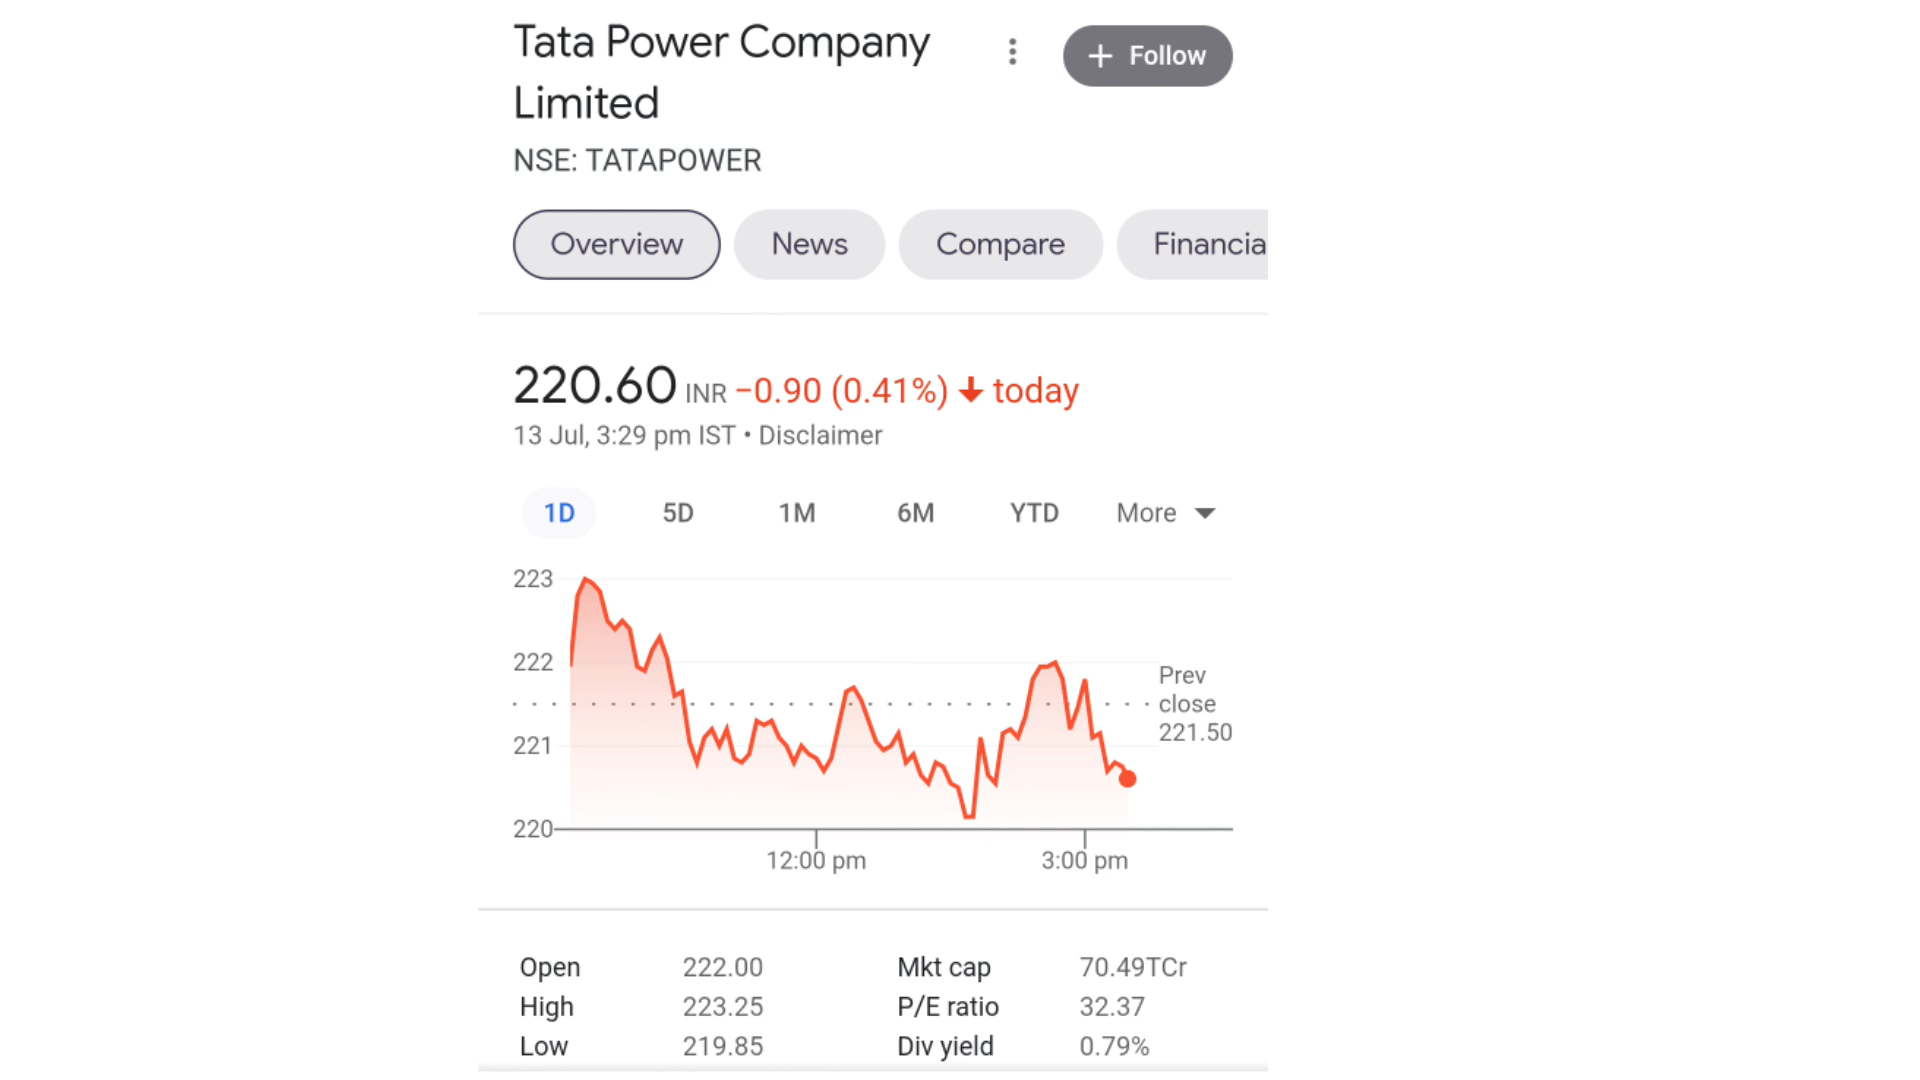 Tata Power Company
Limited
+ Follow
NSE: TATAPOWER
Overview News Compare Financia
220.60 INR −0.90 (0.41%) ↓ today
13 Jul, 3:29 pm IST • Disclaimer
1D 5D 1M 6M YTD More
223
222
221
220
Prev
close
221.50
12:00 pm 3:00 pm
Open 222.00 Mkt cap 70.49TCr
High 223.25 P/E ratio 32.37
Low 219.85 Div yield 0.79%